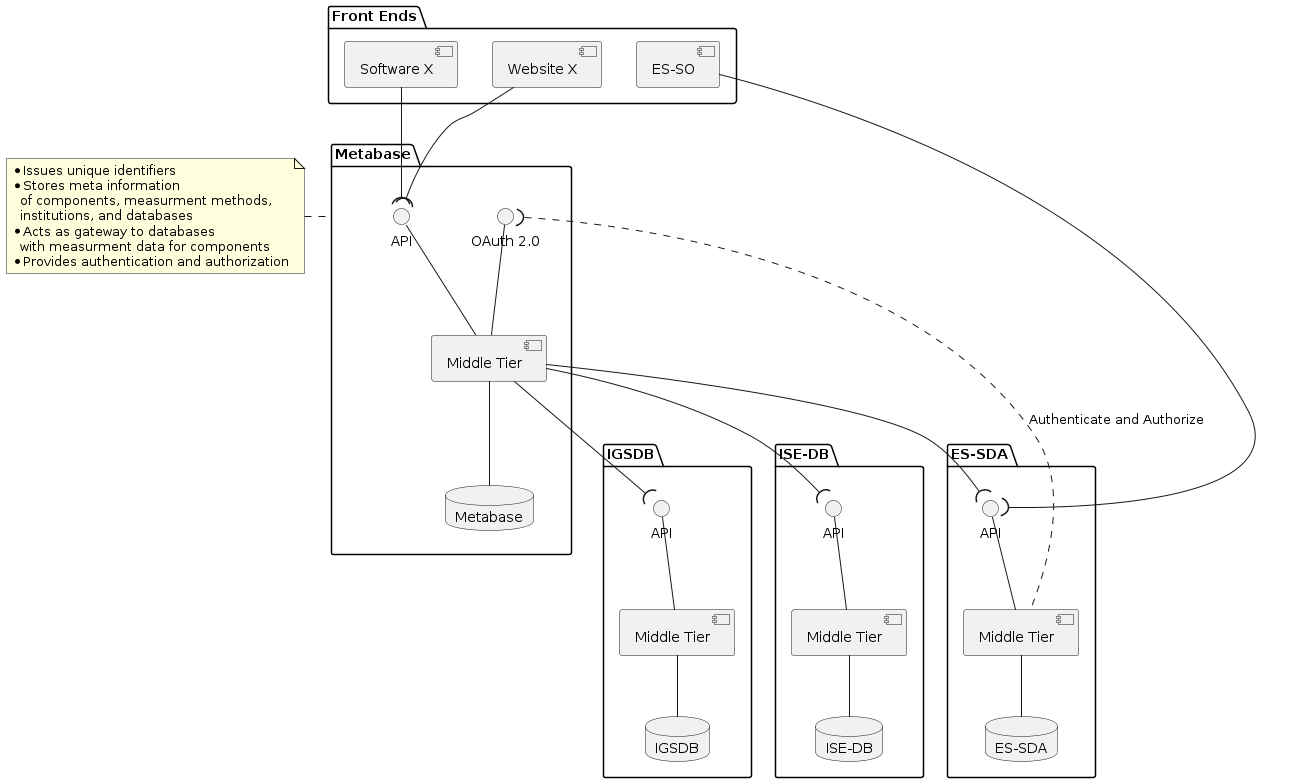 Front Ends
Software X
Website X
ES-SO
Metabase
• Issues unique identifiers
• Stores meta information
of components, measurment methods,
institutions, and databases
• Acts as gateway to databases
with measurment data for components
• Provides authentication and authorization
API
OAuth 2.0
Middle Tier
Metabase
Authenticate and Authorize
IGSDB
API
Middle Tier
IGSDB
ISE-DB
API
Middle Tier
ISE-DB
ES-SDA
API
Middle Tier
ES-SDA